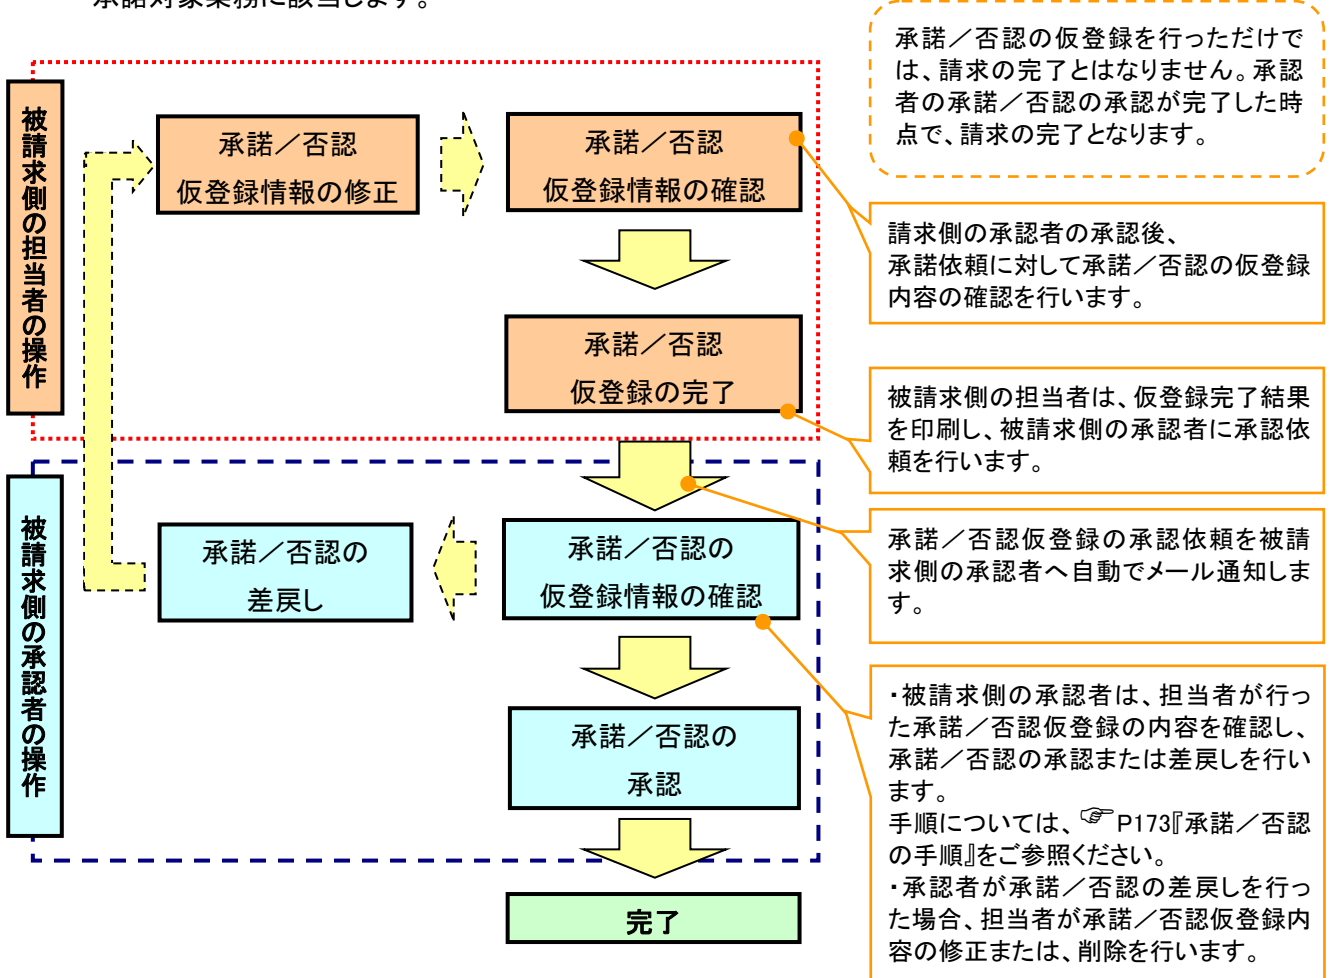 承諾対象業務に該当します。
承諾／否認の仮登録を行っただけで
は、請求の完了とはなりません。承認
者の承諾／否認の承認が完了した時
点で、請求の完了となります。
被請求側の担当者の操作
承諾／否認
仮登録情報の修正
承諾／否認
仮登録情報の確認
請求側の承認者の承認後、
承諾依頼に対して承諾／否認の仮登録
内容の確認を行います。
承諾／否認
仮登録の完了
被請求側の担当者は、仮登録完了結果
を印刷し、被請求側の承認者に承認依
頼を行います。
被請求側の承認者の操作
承諾／否認の
差戻し
承諾／否認の
仮登録情報の確認
承諾／否認仮登録の承認依頼を被請
求側の承認者へ自動でメール通知しま
す。
承諾／否認の
承認
・被請求側の承認者は、担当者が行っ
た承諾／否認仮登録の内容を確認し、
承諾／否認の承認または差戻しを行い
ます。
手順については、☞P173『承諾／否認
の手順』をご参照ください。
・承認者が承諾／否認の差戻しを行っ
た場合、担当者が承諾／否認仮登録内
容の修正または、削除を行います。
完了